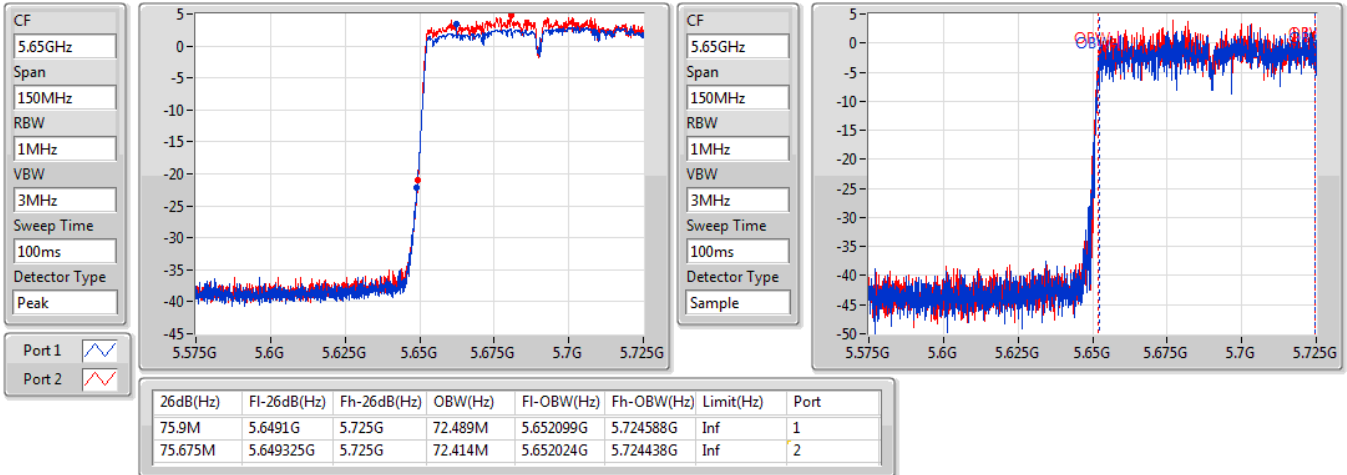 CF
5.65GHz
Span
150MHz
RBW
1MHz
VBW
3MHz
Sweep Time
100ms
Detector Type
Peak
Port 1
Port 2
5
0
-5
-10
-15
-20
-25
-30
-35
-40
-45
5.575G 5.6G 5.625G 5.65G 5.675G 5.7G 5.725G
CF
5.65GHz
Span
150MHz
RBW
1MHz
VBW
3MHz
Sweep Time
100ms
Detector Type
Sample
5
0
-5
-10
-15
-20
-25
-30
-35
-40
-45
-50
OBW
OBW
5.575G 5.6G 5.625G 5.65G 5.675G 5.7G 5.725G
26dB(Hz) Fl-26dB(Hz) Fh-26dB(Hz) OBW(Hz) Fl-OBW(Hz) Fh-OBW(Hz) Limit(Hz) Port
75.9M 5.6491G 5.725G 72.489M 5.652099G 5.724588G Inf 1
75.675M 5.649325G 5.725G 72.414M 5.652024G 5.724438G Inf 2